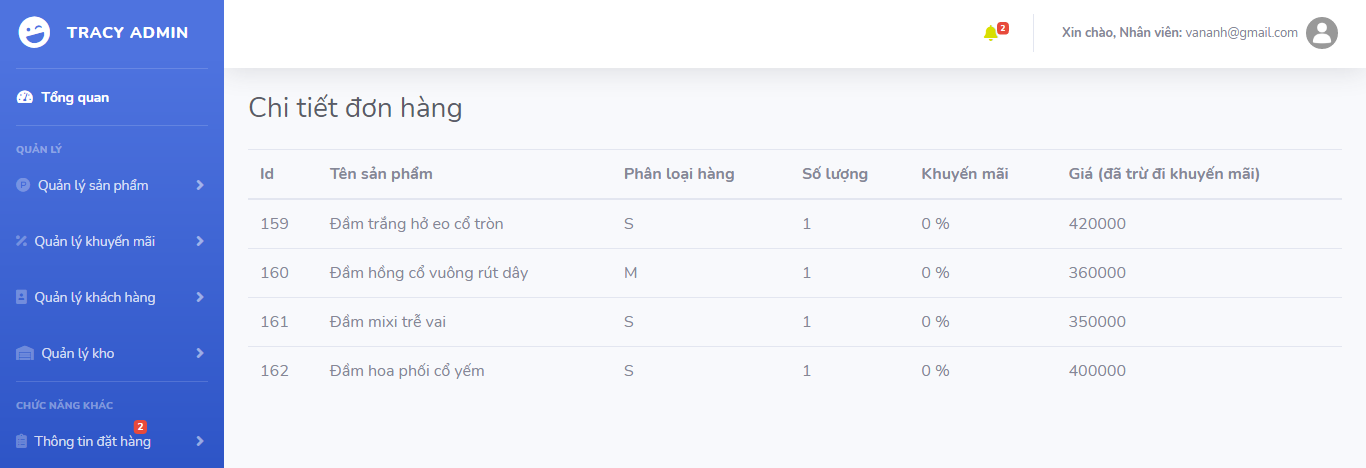 TRACY ADMIN
2
Xin chào, Nhân viên: vananh@gmail.com
Tổng quan
QUẢN LÝ
Quản lý sản phẩm
Quản lý khuyến mãi
Quản lý khách hàng
Quản lý kho
CHỨC NĂNG KHÁC
Thông tin đặt hàng 2
Chi tiết đơn hàng
Id Tên sản phẩm Phân loại hàng Số lượng Khuyến mãi Giá (đã trừ đi khuyến mãi)
159 Đầm trắng hở eo cổ tròn S 1 0 % 420000
160 Đầm hồng cổ vuông rút dây M 1 0 % 360000
161 Đầm mixi trễ vai S 1 0 % 350000
162 Đầm hoa phối cổ yếm S 1 0 % 400000